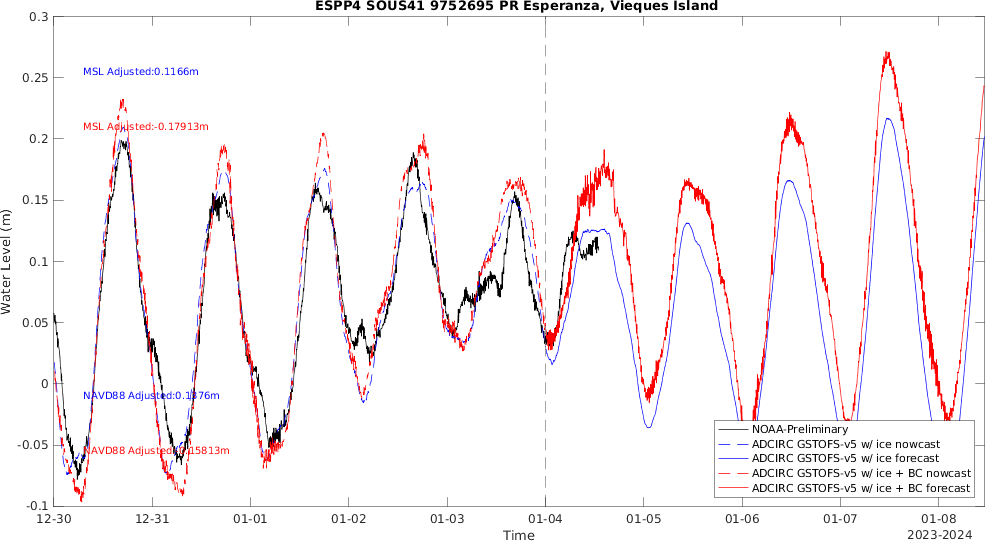 ESPP4 SOUS41 9752695 PR Esperanza, Vieques Island
0.3
0.25
0.2
0.15
0.1
0.05
0
-0.05
-0.1
Water Level (m)
MSL Adjusted:0.1166m
MSL Adjusted:-0.17913m
NAVD88 Adjusted:0.1376m
NAVD88 Adjusted:-0.15813m
NOAA-Preliminary
ADCIRC GSTOFS-v5 w/ ice nowcast
ADCIRC GSTOFS-v5 w/ ice forecast
ADCIRC GSTOFS-v5 w/ ice + BC nowcast
ADCIRC GSTOFS-v5 w/ ice + BC forecast
12-30 12-31 01-01 01-02 01-03 01-04 01-05 01-06 01-07 01-08
Time
2023-2024